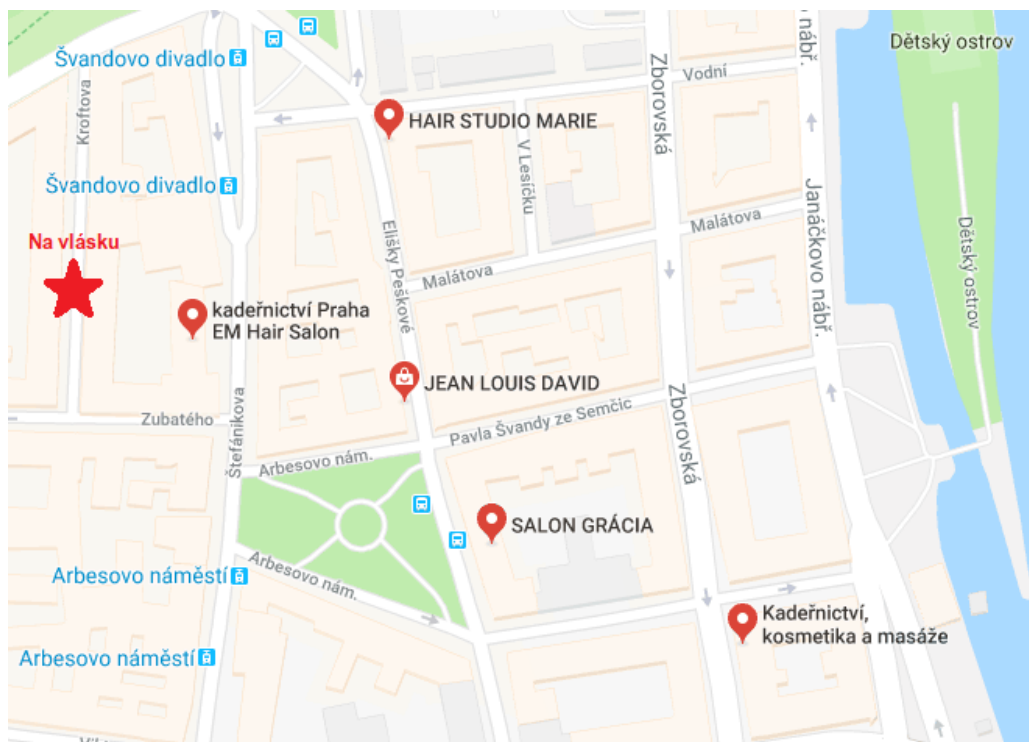 Dětský ostrov
Švandovo divadlo
Kroftova
Vodní
Zborovská
nábř.
HAIR STUDIO MARIE
V Lesíčku
Švandovo divadlo
Janáčkovo nábř.
Malátova
Elišky Peškové
Na vlásku
Dětský ostrov
Malátova
kadeřnictví Praha
EM Hair Salon
JEAN LOUIS DAVID
Zborovská
Zubatého
Štefánikova
Pavla Švandy ze Semčic
Arbesovo nám.
SALON GRÁCIA
Arbesovo náměstí
Arbesovo nám.
Kadeřnictví,
kosmetika a masáže
Arbesovo náměstí